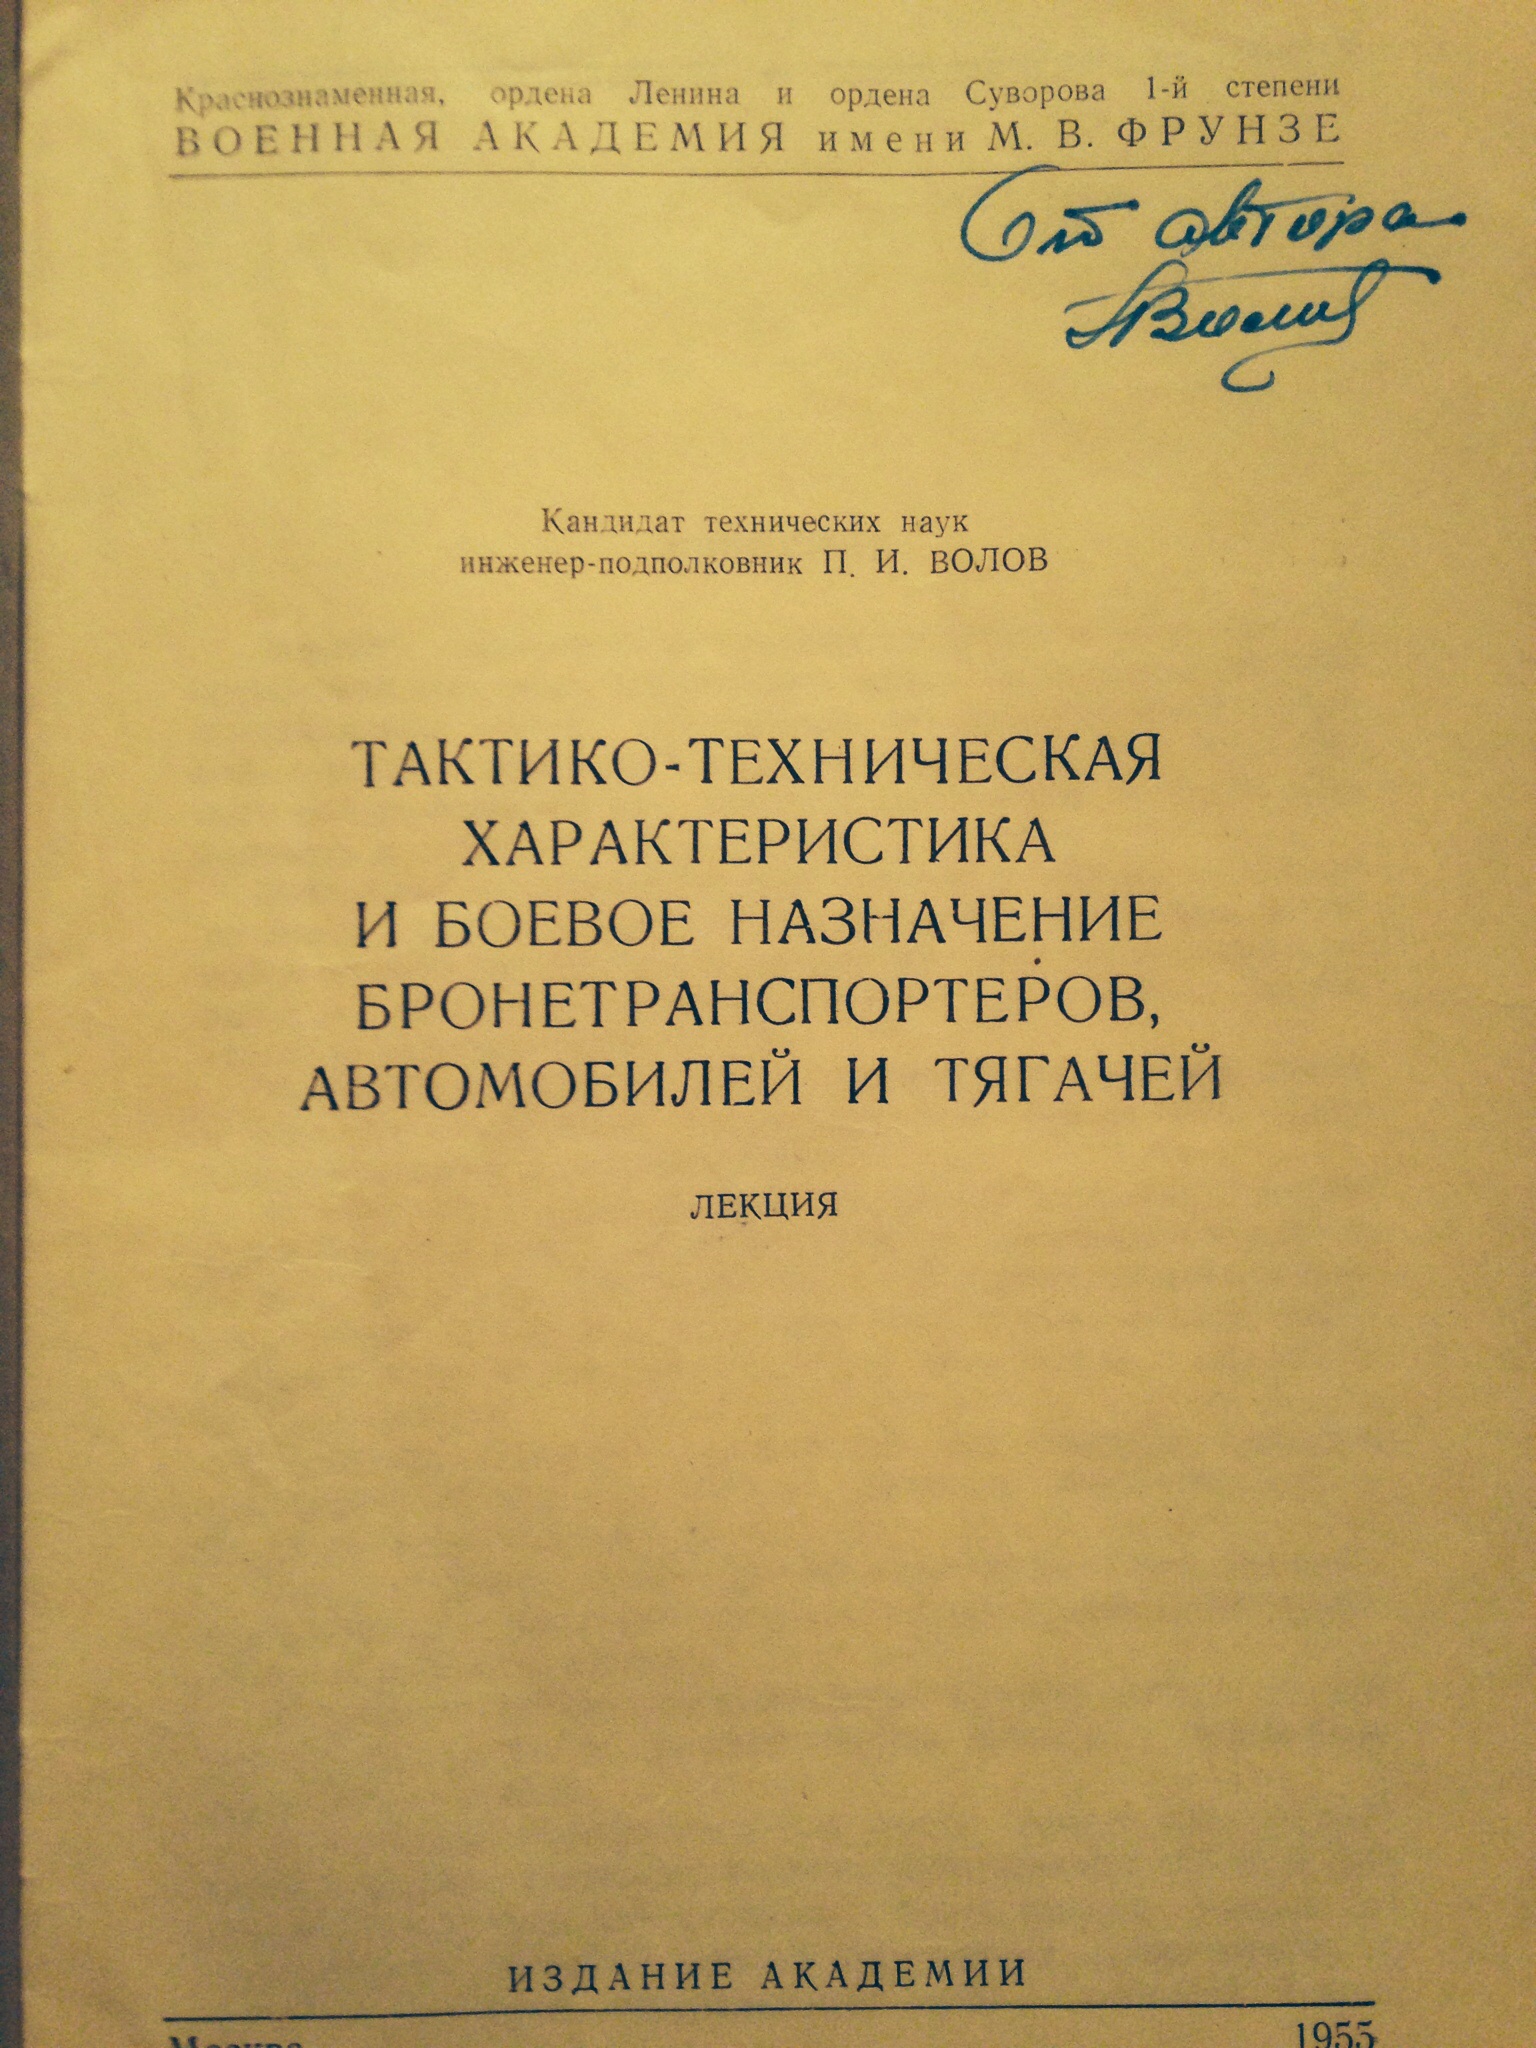 Краснознаменная, ордена Ленина и ордена Суворова 1-й степени
ВОЕННАЯ АКАДЕМИЯ имени М. В. ФРУНЗЕ
От автора
Кандидат технических наук
инженер-подполковник П. И. ВОЛОВ
ТАКТИКО-ТЕХНИЧЕСКАЯ
ХАРАКТЕРИСТИКА
И БОЕВОЕ НАЗНАЧЕНИЕ
БРОНЕТРАНСПОРТЕРОВ,
АВТОМОБИЛЕЙ И ТЯГАЧЕЙ
ЛЕКЦИЯ
ИЗДАНИЕ АКАДЕМИИ
Москва 1955